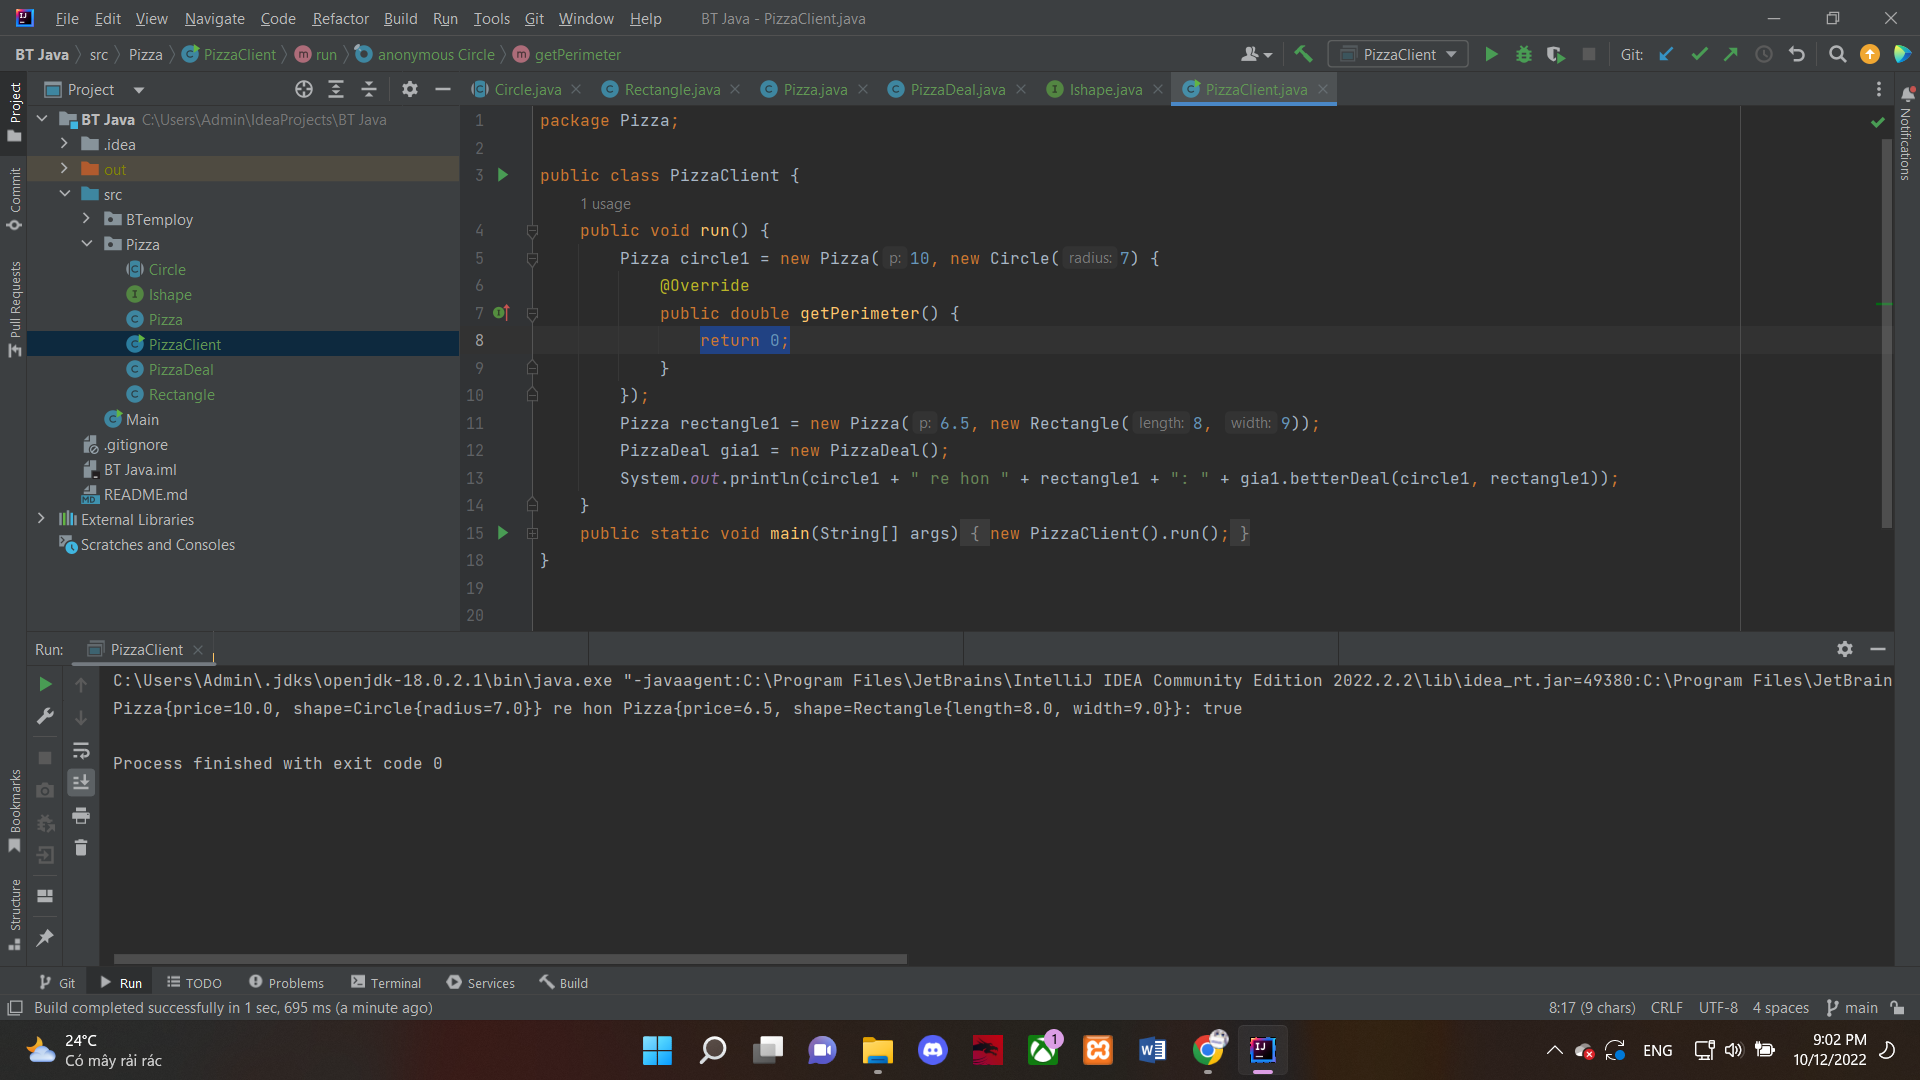 File Edit View Navigate Code Refactor Build Run Tools Git Window Help BT Java - PizzaClient.java
BT Java src Pizza PizzaClient run anonymous Circle getPerimeter PizzaClient Git:
Project Circle.java Rectangle.java Pizza.java PizzaDeal.java Ishape.java PizzaClient.java
Project
Commit
Pull Requests
Bookmarks
Structure
Notifications
BT Java C:\Users\Admin\IdeaProjects\BT Java
.idea
out
src
BTemploy
Pizza
Circle
Ishape
Pizza
PizzaClient
PizzaDeal
Rectangle
Main
.gitignore
BT Java.iml
README.md
External Libraries
Scratches and Consoles
1 package Pizza;
2
3 public class PizzaClient {
1 usage
4 public void run() {
5 Pizza circle1 = new Pizza( p: 10, new Circle( radius: 7) {
6 @Override
7 public double getPerimeter() {
8 return 0;
9 }
10 });
11 Pizza rectangle1 = new Pizza( p: 6.5, new Rectangle( length: 8, width: 9));
12 PizzaDeal gia1 = new PizzaDeal();
13 System.out.println(circle1 + " re hon " + rectangle1 + ": " + gia1.betterDeal(circle1, rectangle1));
14 }
15 public static void main(String[] args) { new PizzaClient().run(); }
18 }
19
20
Run: PizzaClient
C:\Users\Admin\.jdks\openjdk-18.0.2.1\bin\java.exe "-javaagent:C:\Program Files\JetBrains\IntelliJ IDEA Community Edition 2022.2.2\lib\idea_rt.jar=49380:C:\Program Files\JetBrain
Pizza{price=10.0, shape=Circle{radius=7.0}} re hon Pizza{price=6.5, shape=Rectangle{length=8.0, width=9.0}}: true
Process finished with exit code 0
Git Run TODO Problems Terminal Services Build
Build completed successfully in 1 sec, 695 ms (a minute ago) 8:17 (9 chars) CRLF UTF-8 4 spaces main
24°C
Có mây rải rác
1
ENG
9:02 PM
10/12/2022